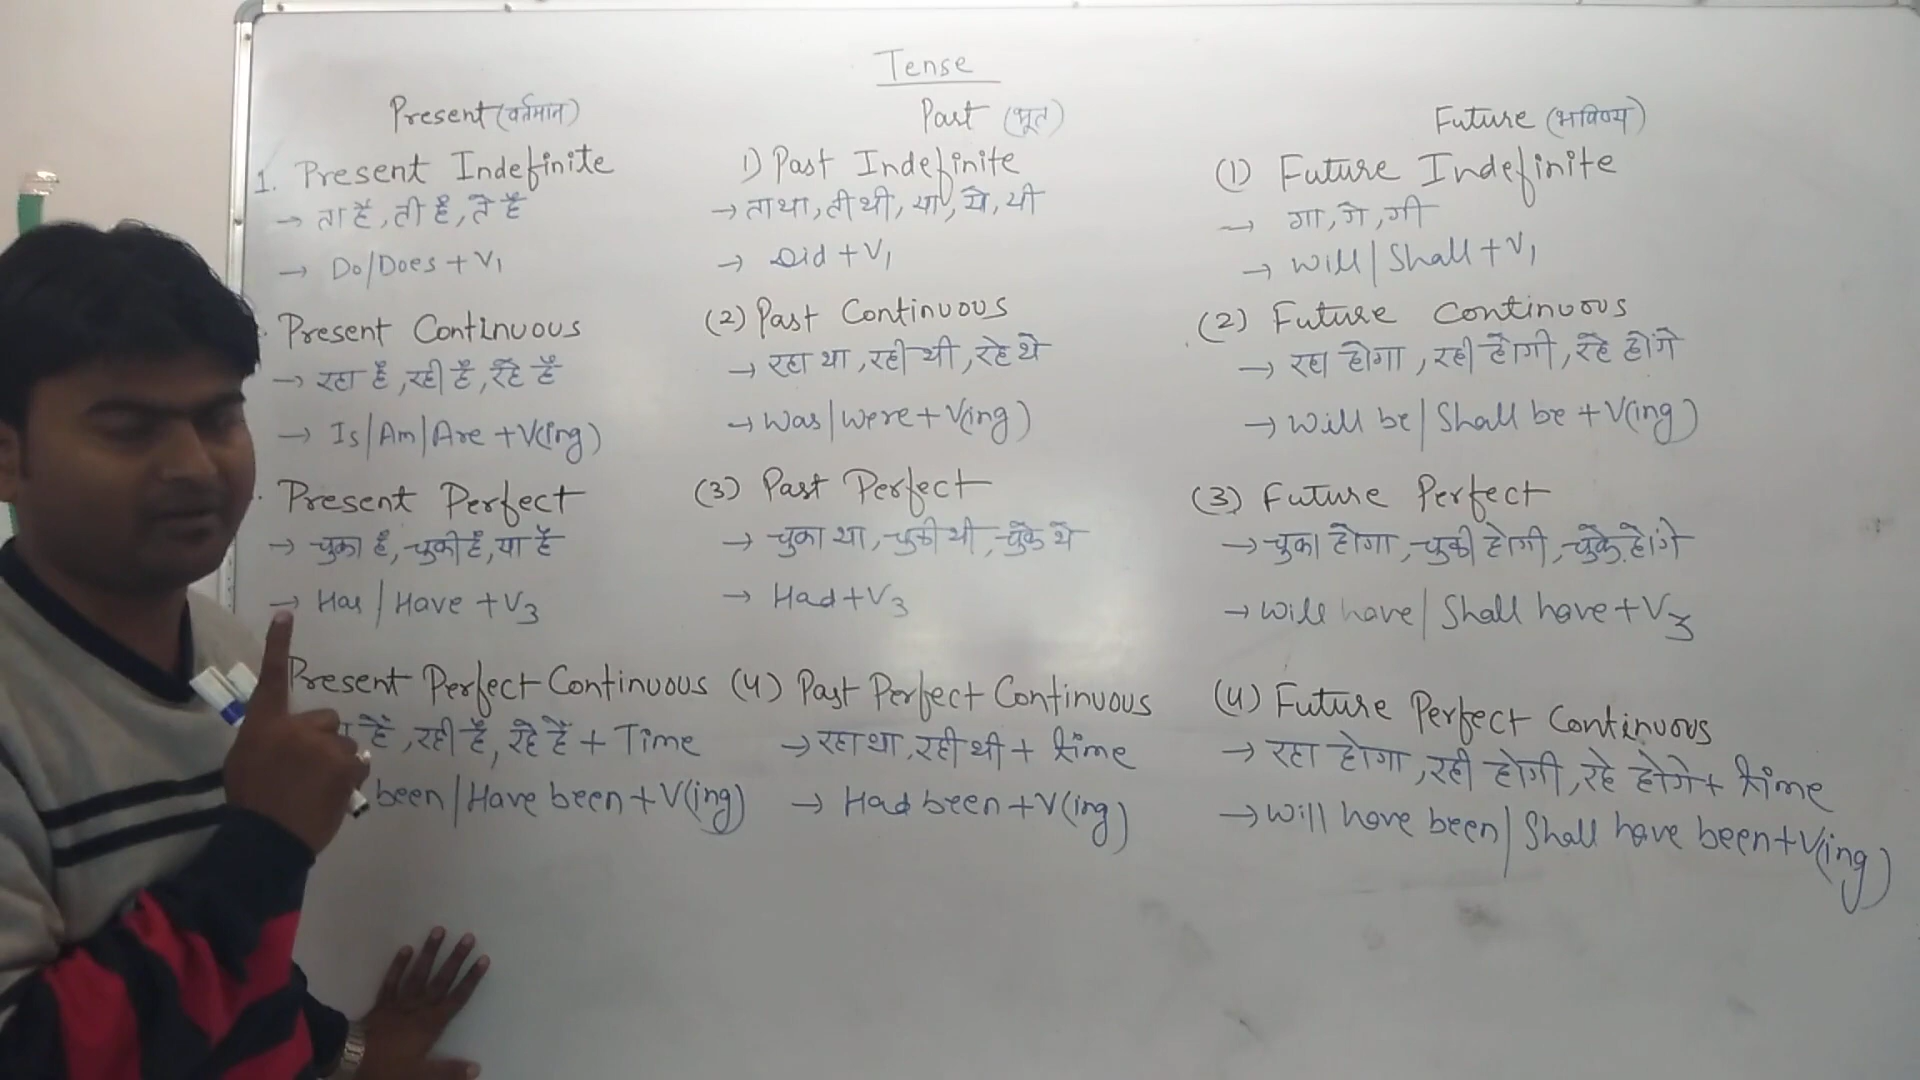 Tense
Present (वर्तमान)
1. Present Indefinite
→ ता है, ती है, ते है
→ Do/Does + V1
Present Continuous
→ रहा है, रही है, रहे है
→ Is/Am/Are + V(ing)
Present Perfect
→ चुका है, चुकी है, या है
→ Has/Have + V3
Present Perfect Continuous
है, रही है, रहे हैं + Time
been/Have been + V(ing)
Past (भूत)
1) Past Indefinite
→ ता था, ती थी, या, ये, यी
→ Did + V1
(2) Past Continuous
→ रहा था, रही थी, रहे थे
→ Was/Were + V(ing)
(3) Past Perfect
→ चुका था, चुकी थी, चुके थे
→ Had + V3
(4) Past Perfect Continuous
→ रहा था, रही थी + time
→ Had been + V(ing)
Future (भविष्य)
(1) Future Indefinite
→ गा, गे, गी
→ Will/Shall + V1
(2) Future Continuous
→ रहा होगा, रही होगी, रहे होंगे
→ Will be/Shall be + V(ing)
(3) Future Perfect
→ चुका होगा, चुकी होगी, चुके होंगे
→ Will have/Shall have + V3
(4) Future Perfect Continuous
→ रहा होगा, रही होगी, रहे होगे + time
→ Will have been/Shall have been + V(ing)